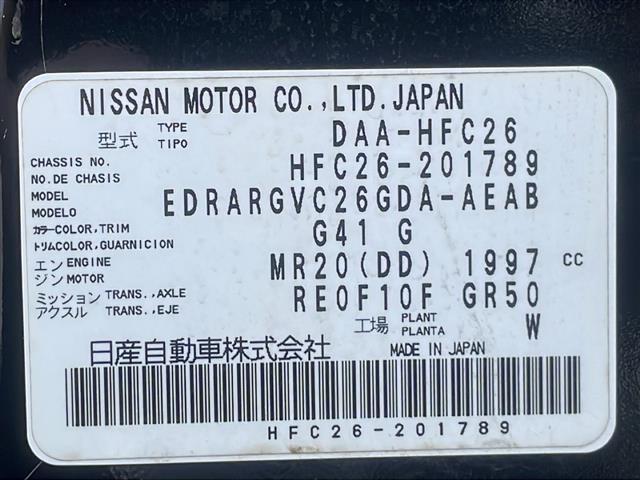 NISSAN MOTOR CO.,LTD.JAPAN
型式 TYPE TIPO DAA-HFC26
CHASSIS NO. NO.DE CHASIS HFC26-201789
MODEL MODELO EDRARGVC26GDA-AEAB
カラーCOLOR,TRIM トリムCOLOR,GUARNICION G41 G
エンジン ENGINE MOTOR MR20(DD) 1997 CC
ミッション アクスル TRANS.,AXLE TRANS.,EJE RE0F10F GR50
工場 PLANT PLANTA W
日産自動車株式会社 MADE IN JAPAN
HFC26-201789